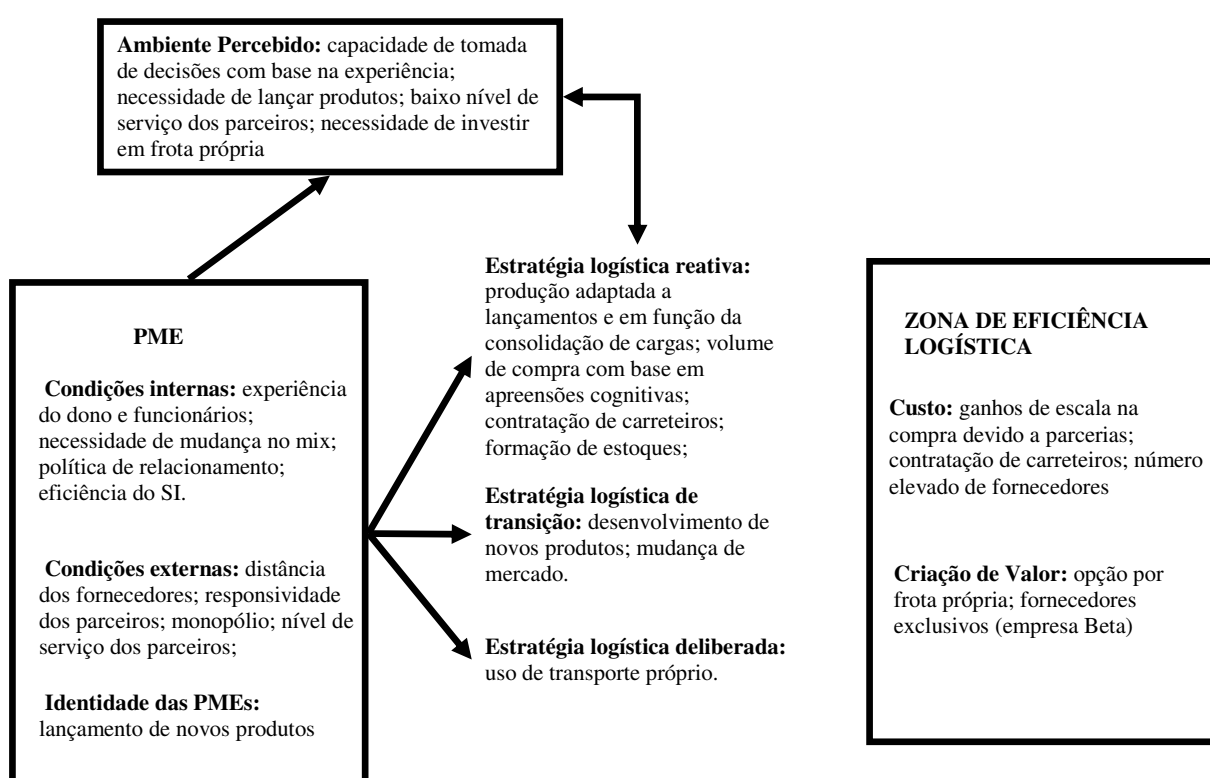 Ambiente Percebido: capacidade de tomada
de decisões com base na experiência;
necessidade de lançar produtos; baixo nível de
serviço dos parceiros; necessidade de investir
em frota própria
PME
Condições internas: experiência
do dono e funcionários;
necessidade de mudança no mix;
política de relacionamento;
eficiência do SI.
Condições externas: distância
dos fornecedores; responsividade
dos parceiros; monopólio; nível de
serviço dos parceiros;
Identidade das PMEs:
lançamento de novos produtos
Estratégia logística reativa:
produção adaptada a
lançamentos e em função da
consolidação de cargas; volume
de compra com base em
apreensões cognitivas;
contratação de carreteiros;
formação de estoques;
Estratégia logística de
transição: desenvolvimento de
novos produtos; mudança de
mercado.
Estratégia logística deliberada:
uso de transporte próprio.
ZONA DE EFICIÊNCIA
LOGÍSTICA
Custo: ganhos de escala na
compra devido a parcerias;
contratação de carreteiros; número
elevado de fornecedores
Criação de Valor: opção por
frota própria; fornecedores
exclusivos (empresa Beta)